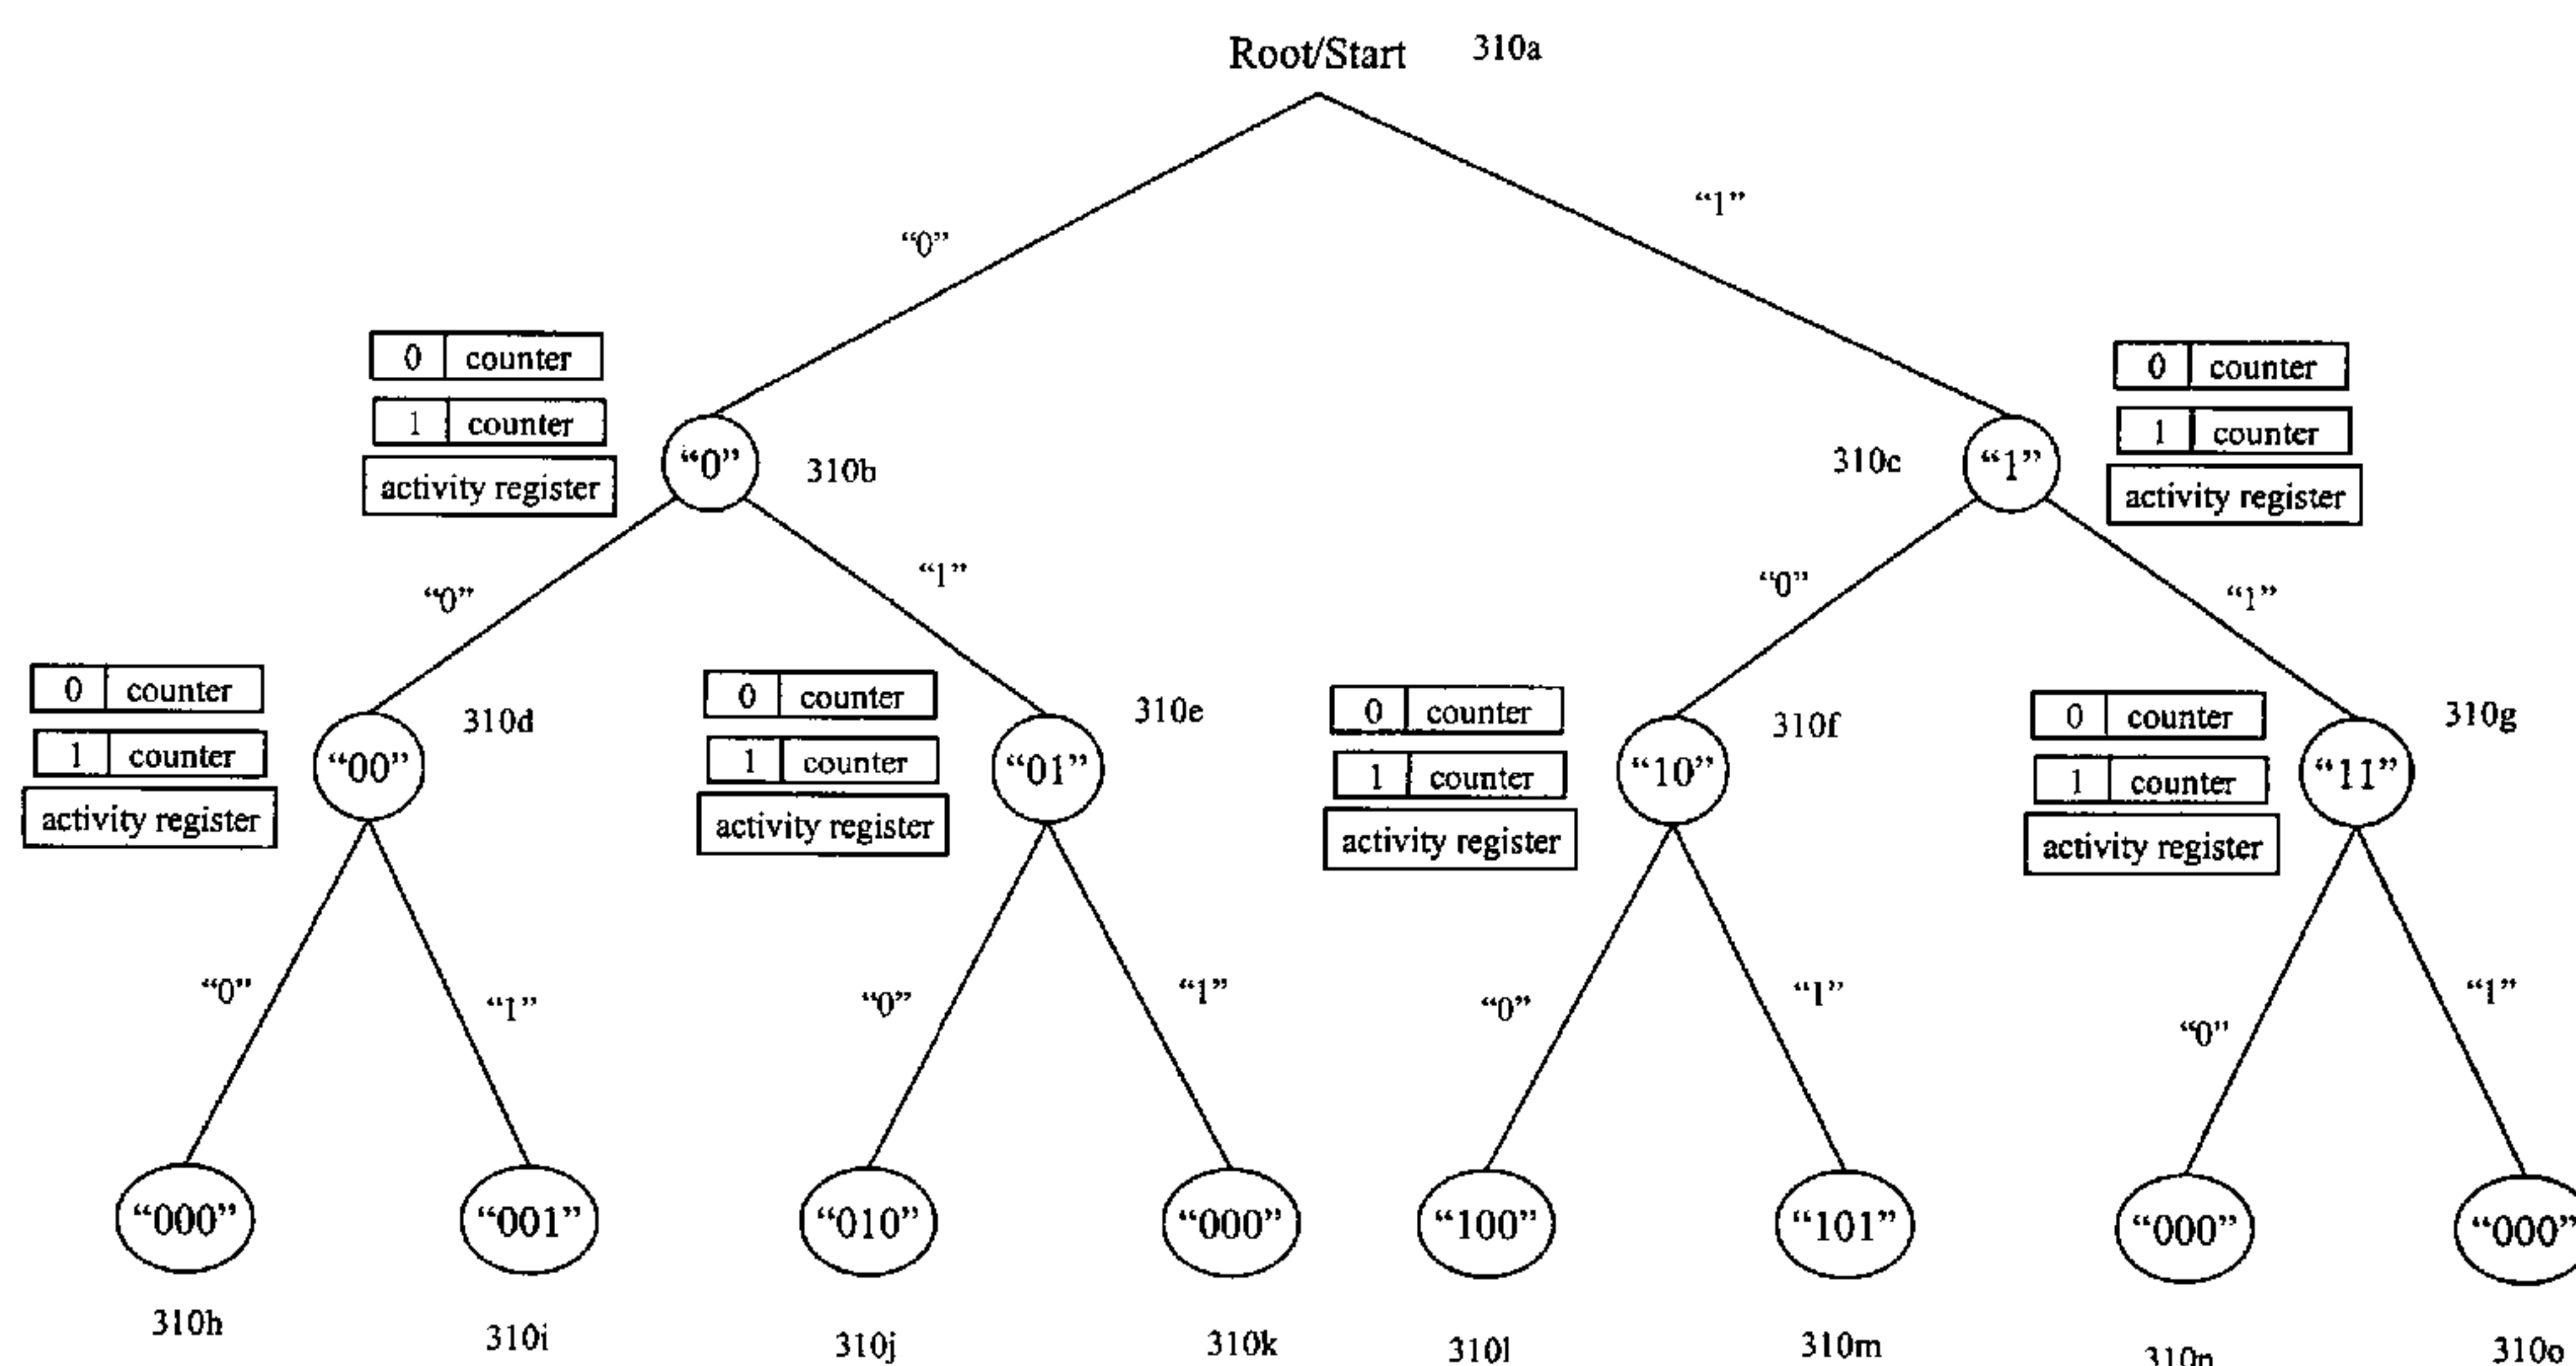 Root/Start 310a
“0” “1”
0 counter
1 counter
activity register
“0” 310b
310c “1”
0 counter
1 counter
activity register
“0” “1” “0” “1”
0 counter
1 counter
activity register
“00” 310d
0 counter
1 counter
activity register
“01” 310e
0 counter
1 counter
activity register
“10” 310f
0 counter
1 counter
activity register
“11” 310g
“0” “1” “0” “1” “0” “1” “0” “1”
“000” “001” “010” “000” “100” “101” “000” “000”
310h 310i 310j 310k 310l 310m 310n 310o